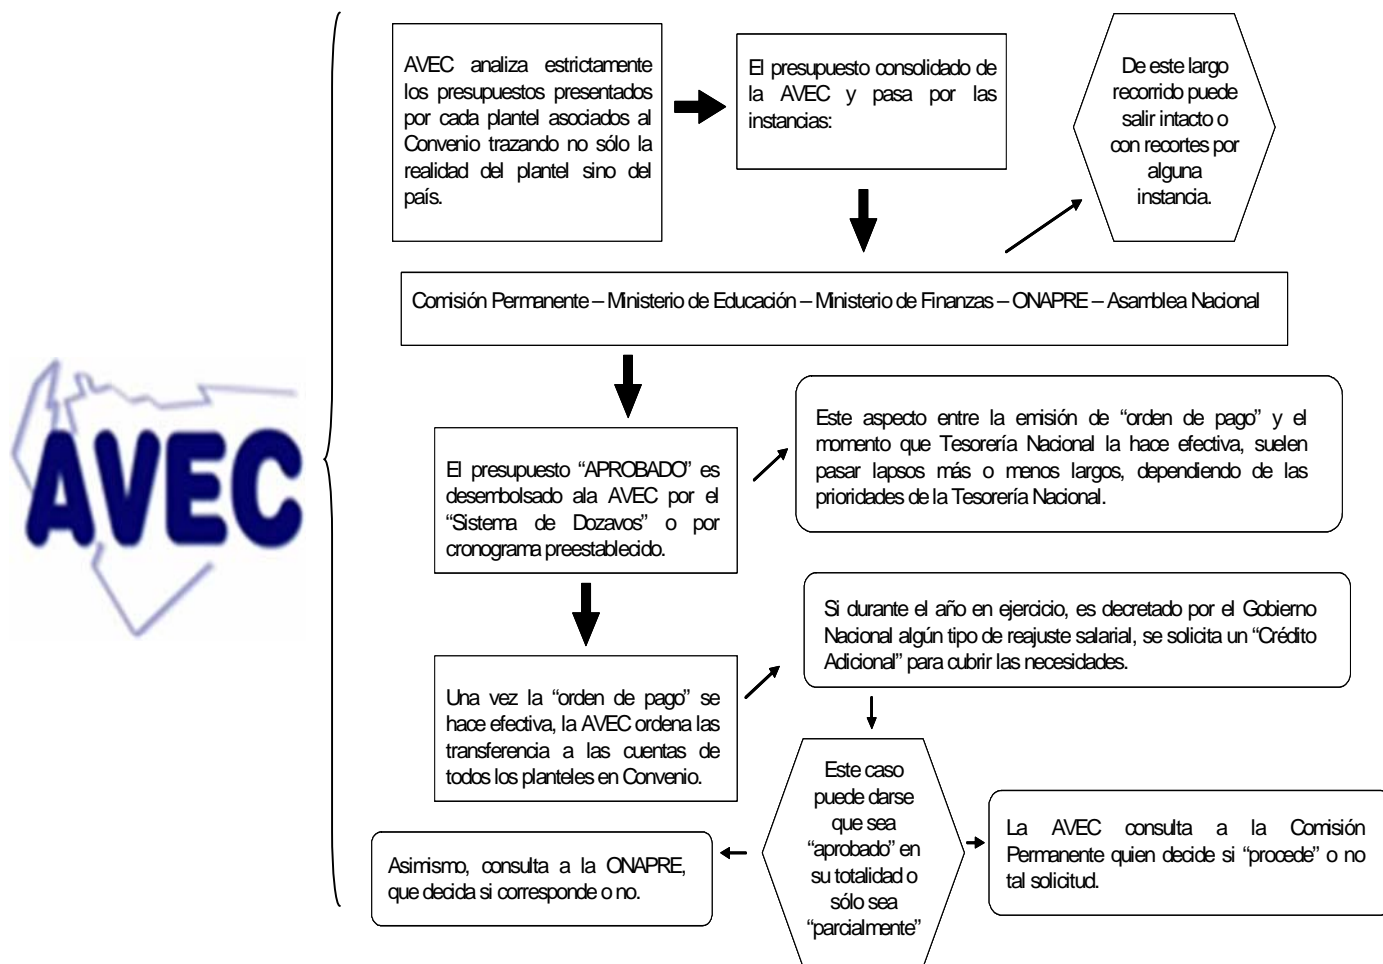 AVEC analiza estrictamente
los presupuestos presentado
por cada plantel asociados al
Convenio trazando no sólo la
realidad del plantel sino del
país.
El presupuesto consolidado de
la AVEC y pasa por las
instancias:
De este largo
recorrido puede
salir intacto o
con recortes por
alguna
instancia.
Comisión Permanente – Ministerio de Educación – Ministerio de Finanzas – ONAPRE – Asamblea Nacional
AVEC
El presupuesto “APROBADO” es
desembolsado ala AVEC por el
“Sistema de Dozavos” o por
cronograma preestablecido.
Este aspecto entre la emisión de “orden de pago” y el
momento que Tesorería Nacional la hace efectiva, suelen
pasar lapsos más o menos largos, dependiendo de las
prioridades de la Tesorería Nacional.
Si durante el año en ejercicio, es decretado por el Gobierno
Nacional algún tipo de reajuste salarial, se solicita un “Crédito
Adicional” para cubrir las necesidades.
Una vez la “orden de pago” se
hace efectiva, la AVEC ordena las
transferencia a las cuentas de
todos los planteles en Convenio.
Este caso
puede darse
que sea
“aprobado” en
su totalidad o
sólo sea
“parcialmente”
La AVEC consulta a la Comisión
Permanente quien decide si “procede” o no
tal solicitud.
Asimismo, consulta a la ONAPRE,
que decida si corresponde o no.